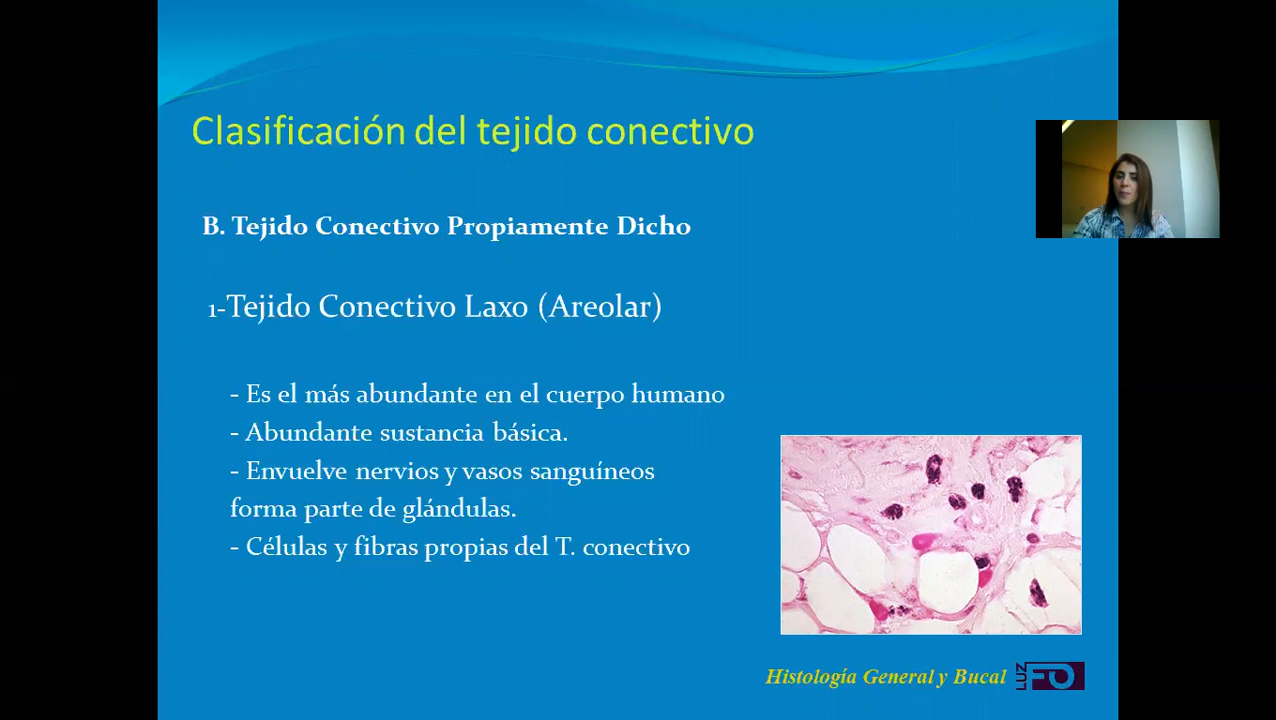 Clasificación del tejido conectivo
B. Tejido Conectivo Propiamente Dicho
1-Tejido Conectivo Laxo (Areolar)
- Es el más abundante en el cuerpo humano
- Abundante sustancia básica.
- Envuelve nervios y vasos sanguíneos
forma parte de glándulas.
- Células y fibras propias del T. conectivo
Histología General y Bucal
LUZ FO